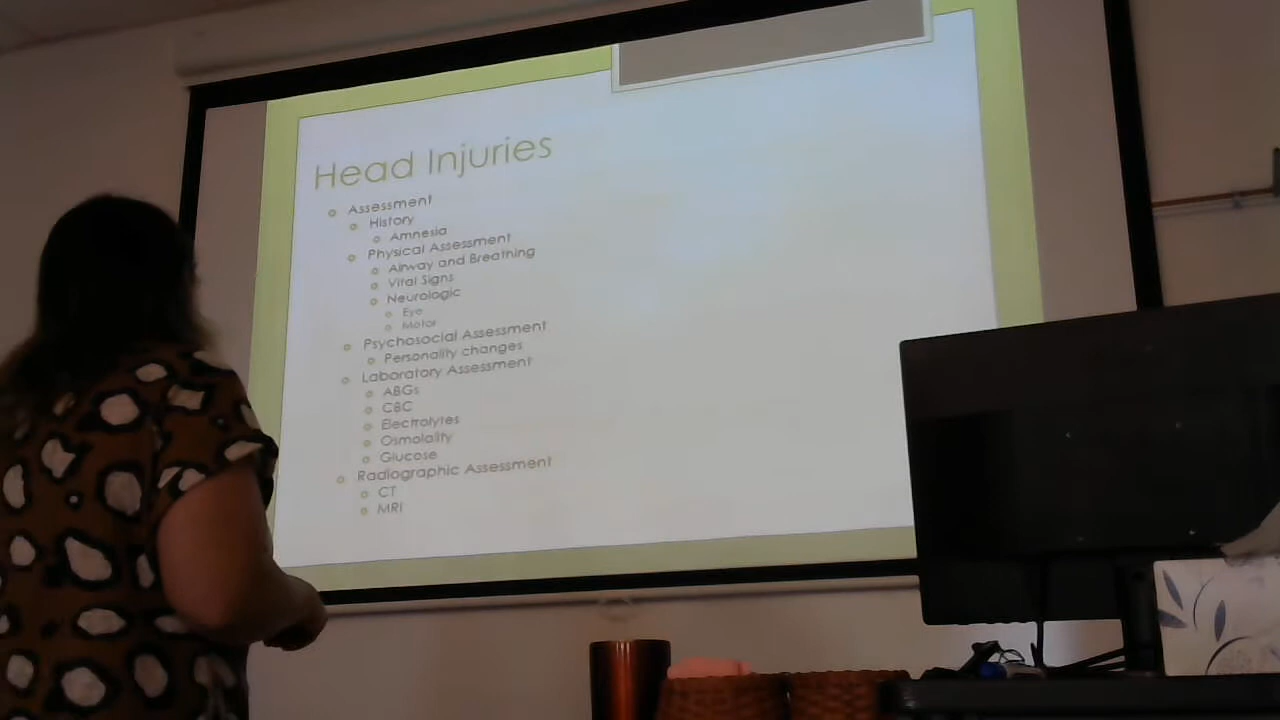 Head Injuries
Assessment
History
Amnesia
Physical Assessment
Airway and Breathing
Vital Signs
Neurologic
Eye
Motor
Psychosocial Assessment
Personality changes
Laboratory Assessment
ABGs
CBC
Electrolytes
Osmolality
Glucose
Radiographic Assessment
CT
MRI